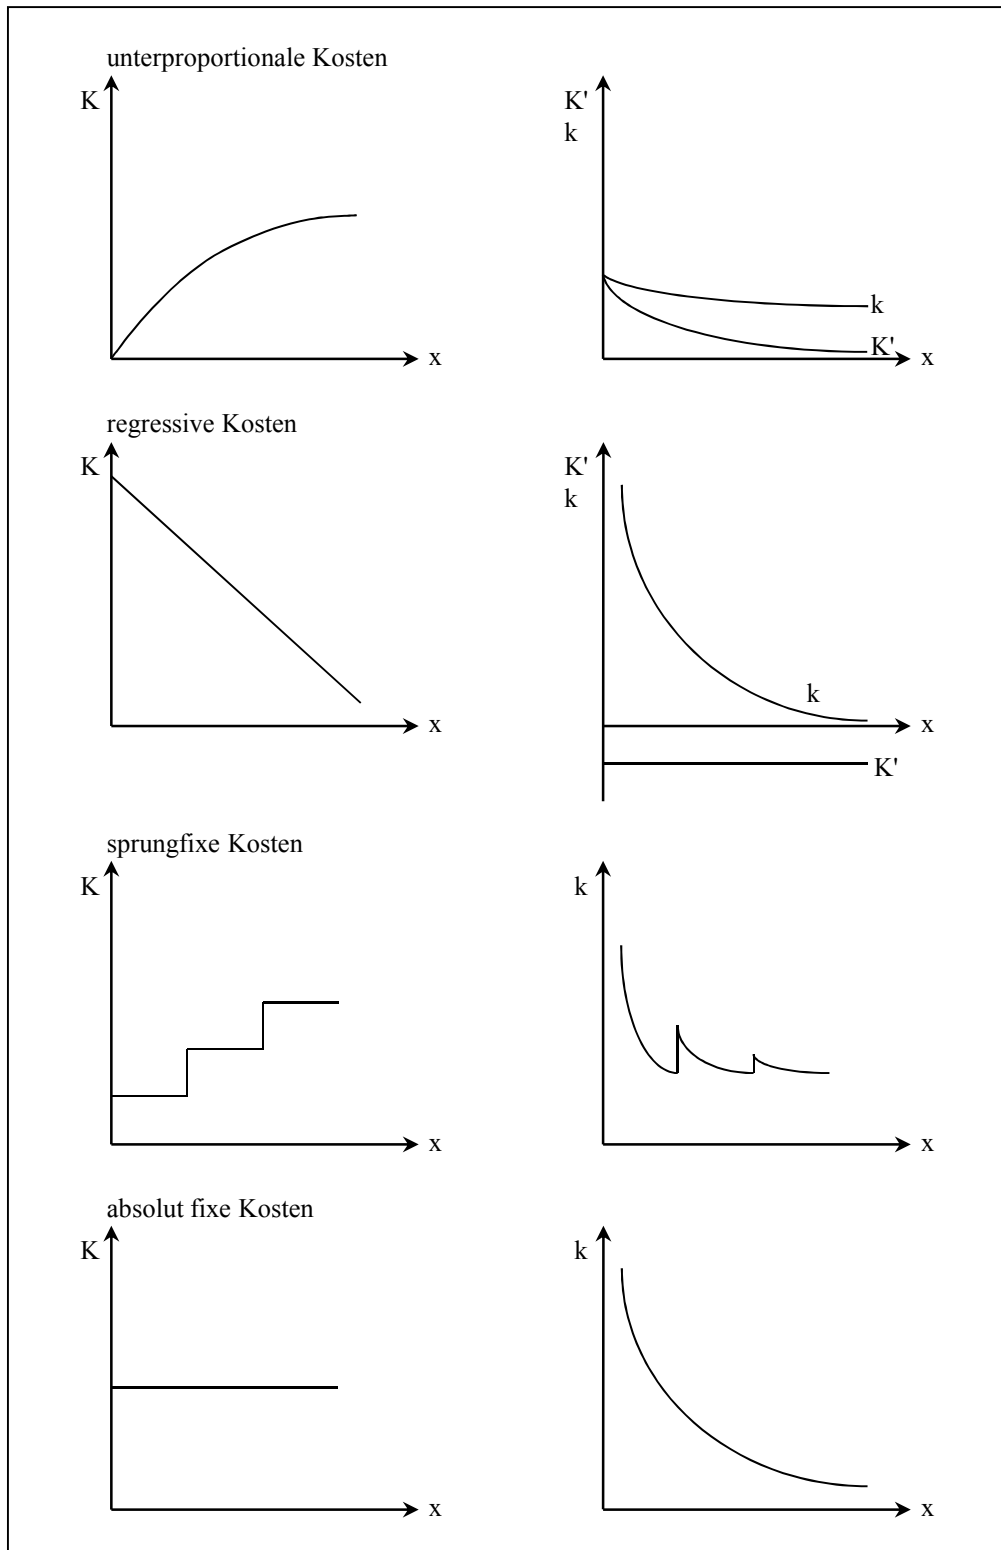 unterproportionale Kosten
K
x
K'
k
k
K'
x
regressive Kosten
K
x
K'
k
k
x
K'
sprungfixe Kosten
K
x
k
x
absolut fixe Kosten
K
x
k
x